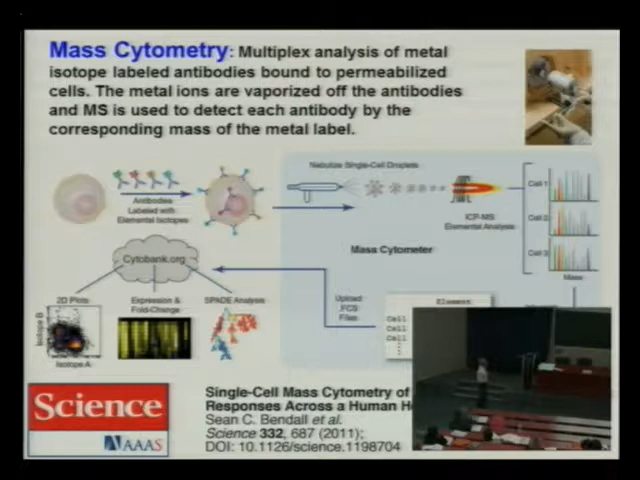 Mass Cytometry: Multiplex analysis of metal
isotope labeled antibodies bound to permeabilized
cells. The metal ions are vaporized off the antibodies
and MS is used to detect each antibody by the
corresponding mass of the metal label.
Nebulize Single-Cell Droplets
Antibodies
Labeled with
Elemental Isotopes
ICP-MS
Elemental Analysis
Cell 1
Cell 2
Cell 3
Mass
Mass Cytometer
Cytobank.org
2D Plots
Expression &
Fold-Change
SPADE Analysis
Isotope B
Isotope A
Upload
.FCS
Files
Element
Cell
Cell
Cell
Science
AAAS
Single-Cell Mass Cytometry of
Responses Across a Human H
Sean C. Bendall et al.
Science 332, 687 (2011);
DOI: 10.1126/science.1198704